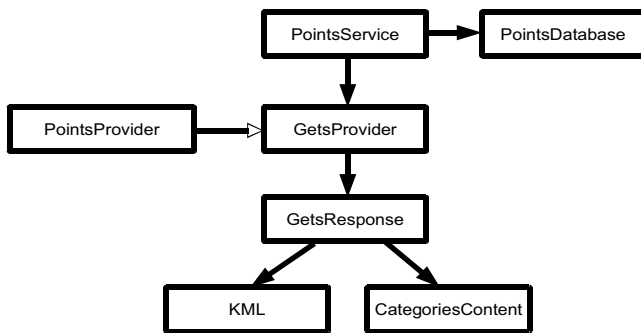 PointsService
PointsDatabase
PointsProvider
GetsProvider
GetsResponse
KML
CategoriesContent